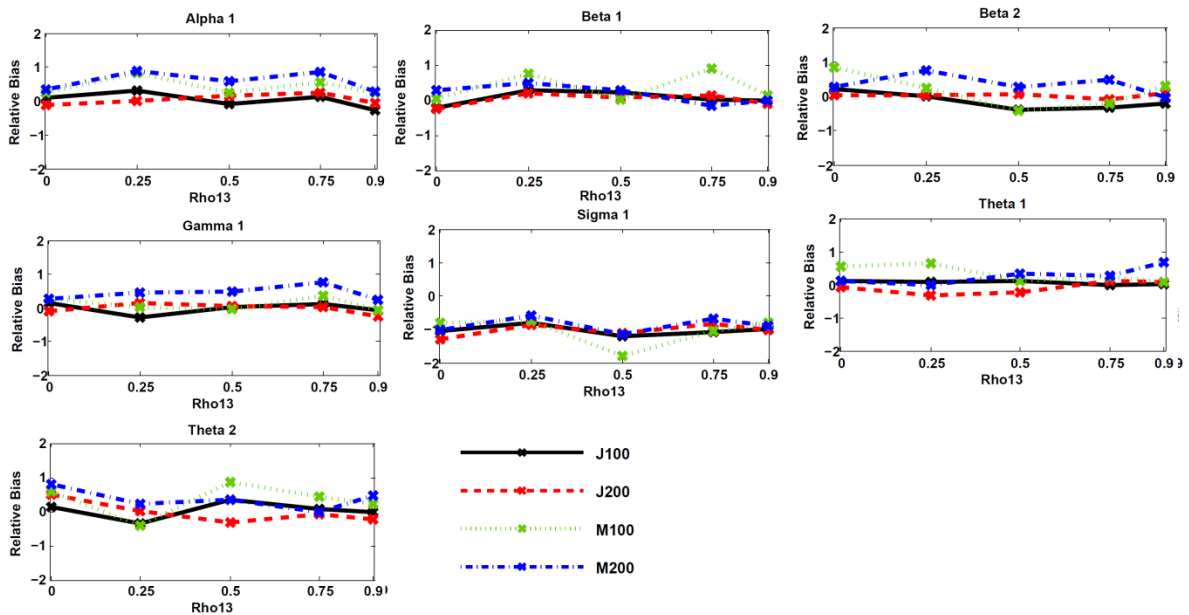 Alpha 1
Relative Bias
2
1
0
−1
−2
0 0.25 0.5 0.75 0.9
Rho13
Beta 1
Relative Bias
2
1
0
−1
−2
0 0.25 0.5 0.75 0.9
Rho13
Beta 2
Relative Bias
2
1
0
−1
−2
0 0.25 0.5 0.75 0.9
Rho13
Gamma 1
Relative Bias
2
1
0
−1
−2
0 0.25 0.5 0.75 0.9
Rho13
Sigma 1
Relative Bias
2
1
0
−1
−2
0 0.25 0.5 0.75 0.9
Rho13
Theta 1
Relative Bias
2
1
0
−1
−2
0 0.25 0.5 0.75 0.9
Rho13
Theta 2
Relative Bias
2
1
0
−1
−2
0 0.25 0.5 0.75 0.9
Rho13
J100
J200
M100
M200